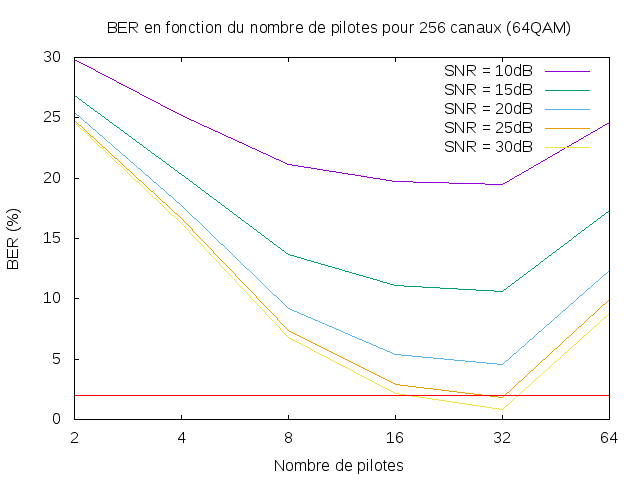 BER en fonction du nombre de pilotes pour 256 canaux (64QAM)
30
25
20
15
10
5
0
BER (%)
SNR = 10dB
SNR = 15dB
SNR = 20dB
SNR = 25dB
SNR = 30dB
2 4 8 16 32 64
Nombre de pilotes